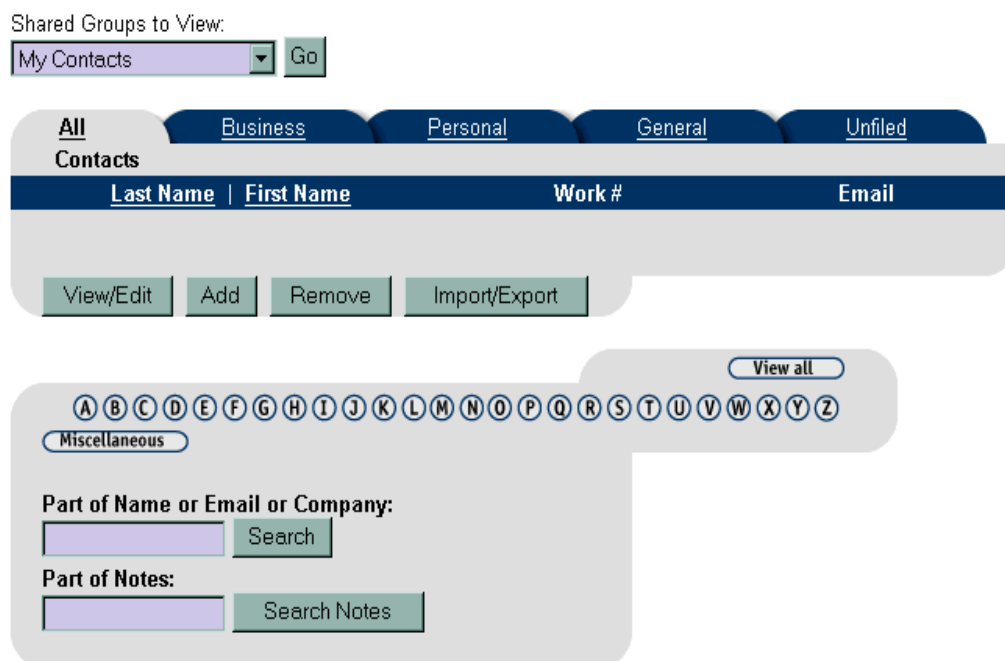 Shared Groups to View:
My Contacts Go
All Business Personal General Unfiled
Contacts
Last Name | First Name Work # Email
View/Edit Add Remove Import/Export
View all
A B C D E F G H I J K L M N O P Q R S T U V W X Y Z
Miscellaneous
Part of Name or Email or Company:
Search
Part of Notes:
Search Notes